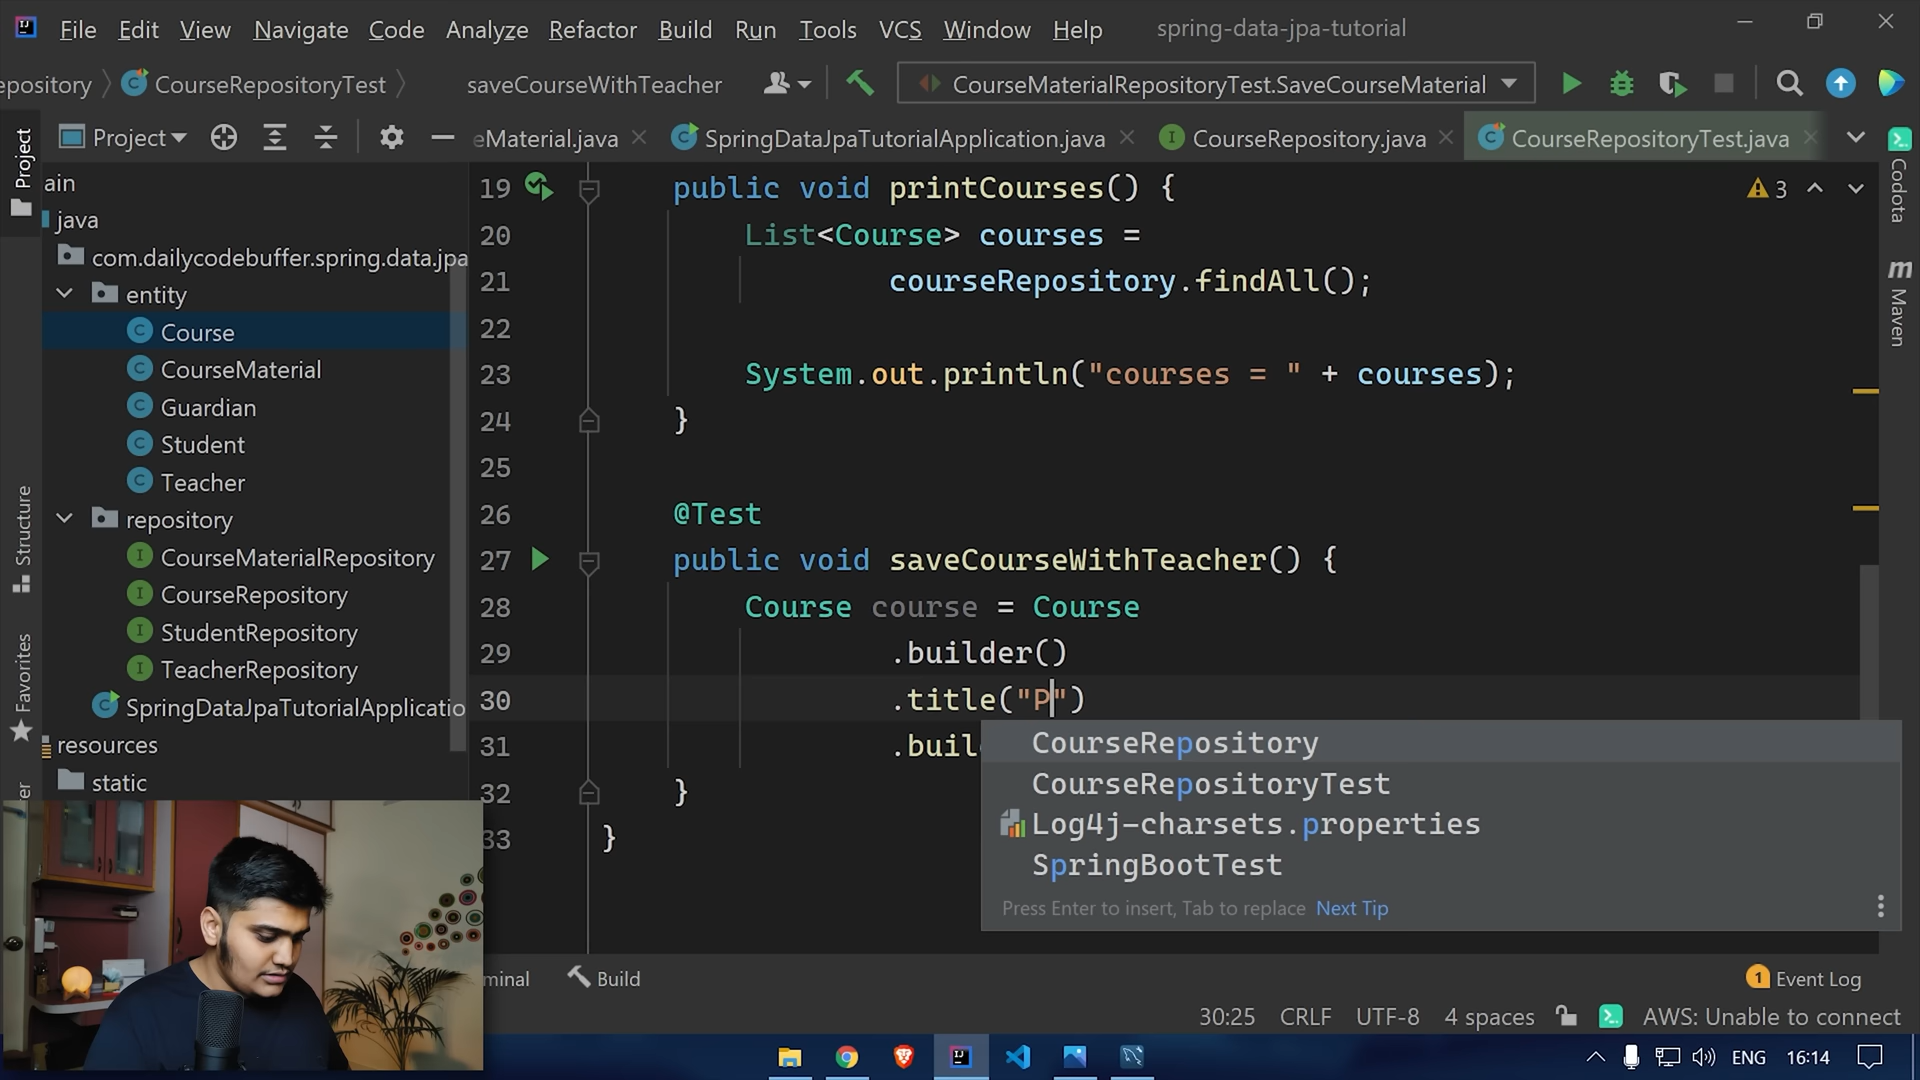 File Edit View Navigate Code Analyze Refactor Build Run Tools VCS Window Help spring-data-jpa-tutorial
epository CourseRepositoryTest saveCourseWithTeacher CourseMaterialRepositoryTest.SaveCourseMaterial
Project Project eMaterial.java SpringDataJpaTutorialApplication.java CourseRepository.java CourseRepositoryTest.java
ain
java
com.dailycodebuffer.spring.data.jpa
entity
Course
CourseMaterial
Guardian
Student
Teacher
repository
CourseMaterialRepository
CourseRepository
StudentRepository
TeacherRepository
SpringDataJpaTutorialApplicatio
resources
static
Structure
Favorites
er
19 public void printCourses() {
20 List<Course> courses =
21 courseRepository.findAll();
22
23 System.out.println("courses = " + courses);
24 }
25
26 @Test
27 public void saveCourseWithTeacher() {
28 Course course = Course
29 .builder()
30 .title("P")
31 .buil
32 }
33 }
3
Codota
m Maven
CourseRepository
CourseRepositoryTest
Log4j-charsets.properties
SpringBootTest
Press Enter to insert, Tab to replace Next Tip
minal Build 1 Event Log
30:25 CRLF UTF-8 4 spaces AWS: Unable to connect
ENG 16:14